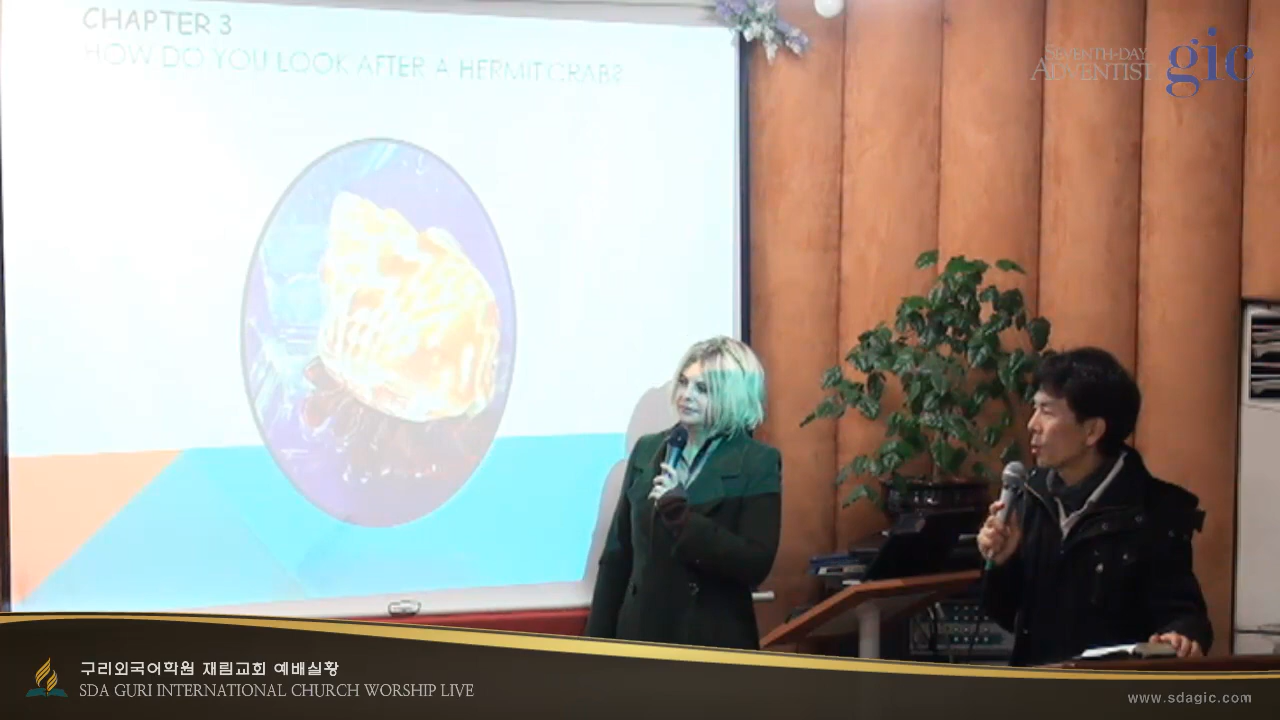 CHAPTER 3
HOW DO YOU LOOK AFTER A HERMIT CRAB?
SEVENTH-DAY
ADVENTIST gic
구리외국어학원 재림교회 예배실황
SDA GURI INTERNATIONAL CHURCH WORSHIP LIVE
www.sdagic.com